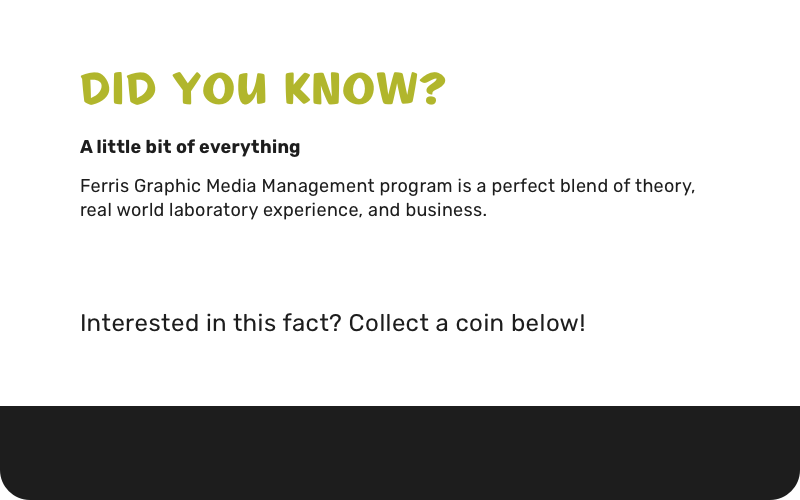 DID YOU KNOW?
A little bit of everything
Ferris Graphic Media Management program is a perfect blend of theory,
real world laboratory experience, and business.
Interested in this fact? Collect a coin below!